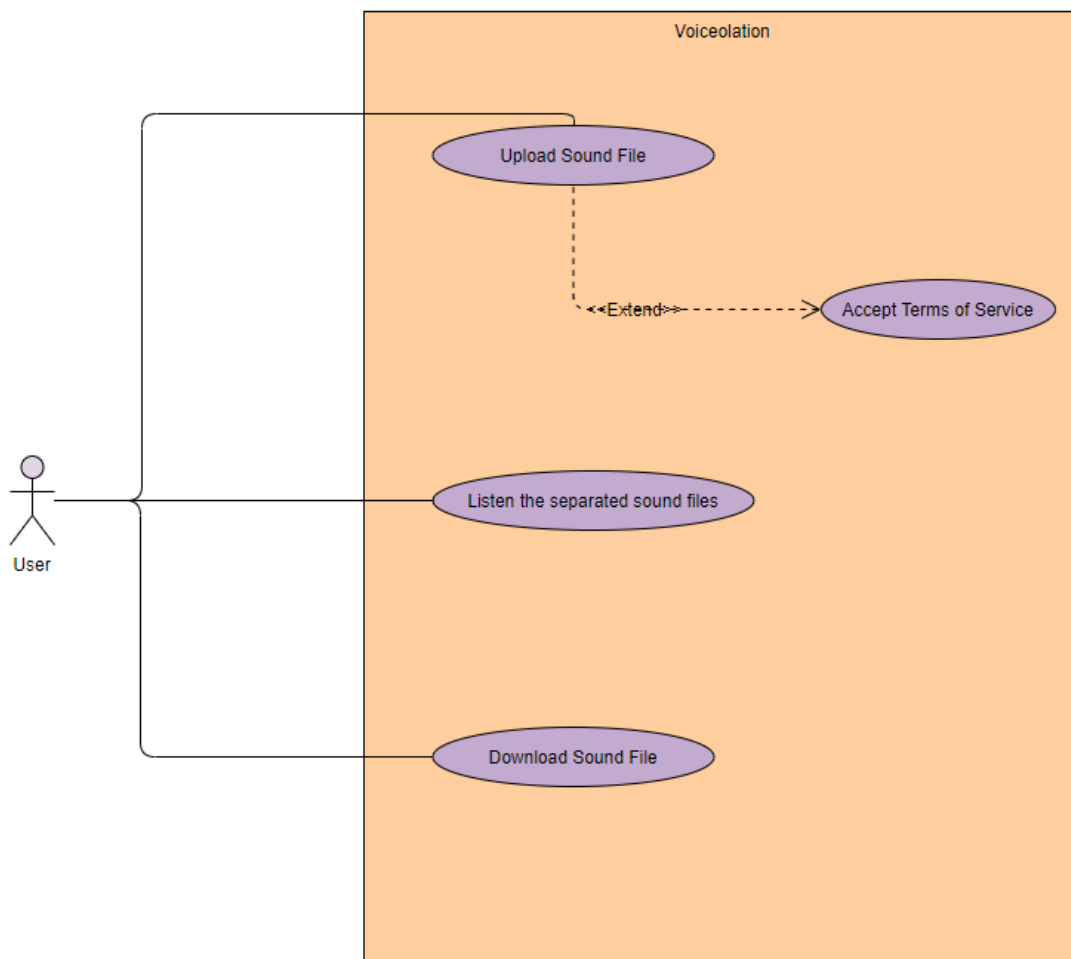 Voiceolation
Upload Sound File
<<Extend>>
Accept Terms of Service
Listen the separated sound files
User
Download Sound File